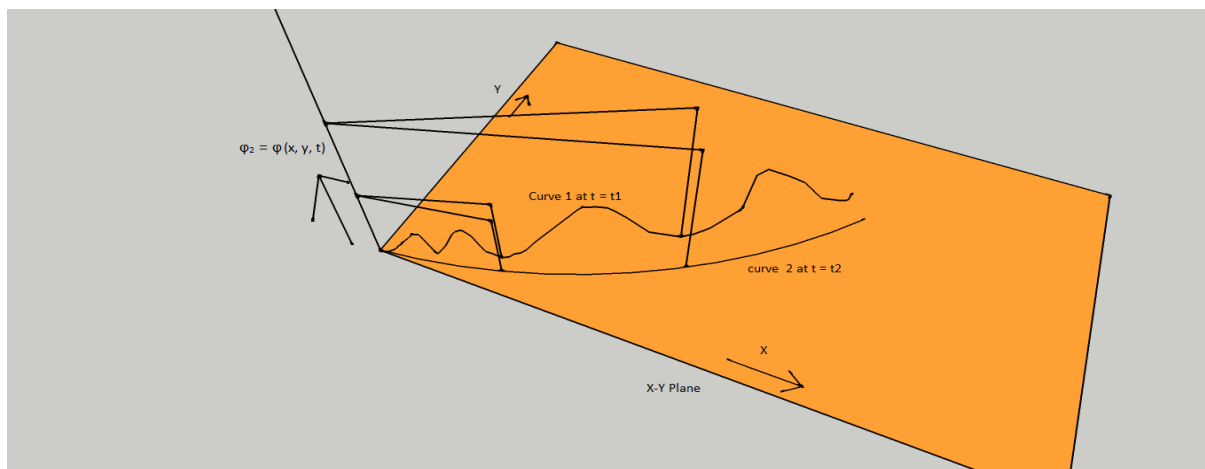 Y
φ₂ = φ(x, y, t)
Curve 1 at t = t1
curve 2 at t = t2
X
X-Y Plane